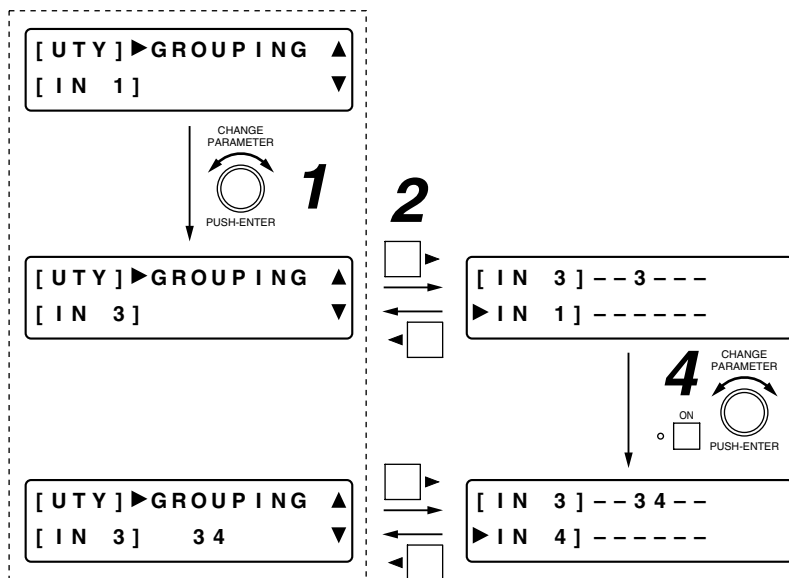 [UTY]▶GROUPING ▲
[IN 1] ▼
CHANGE
PARAMETER
PUSH-ENTER
1
2
[UTY]▶GROUPING ▲
[IN 3] ▼
▶
◀
[IN 3]--3---
▶IN 1]------
4
CHANGE
PARAMETER
ON
PUSH-ENTER
[UTY]▶GROUPING ▲
[IN 3] 34 ▼
▶
◀
[IN 3]--34--
▶IN 4]------